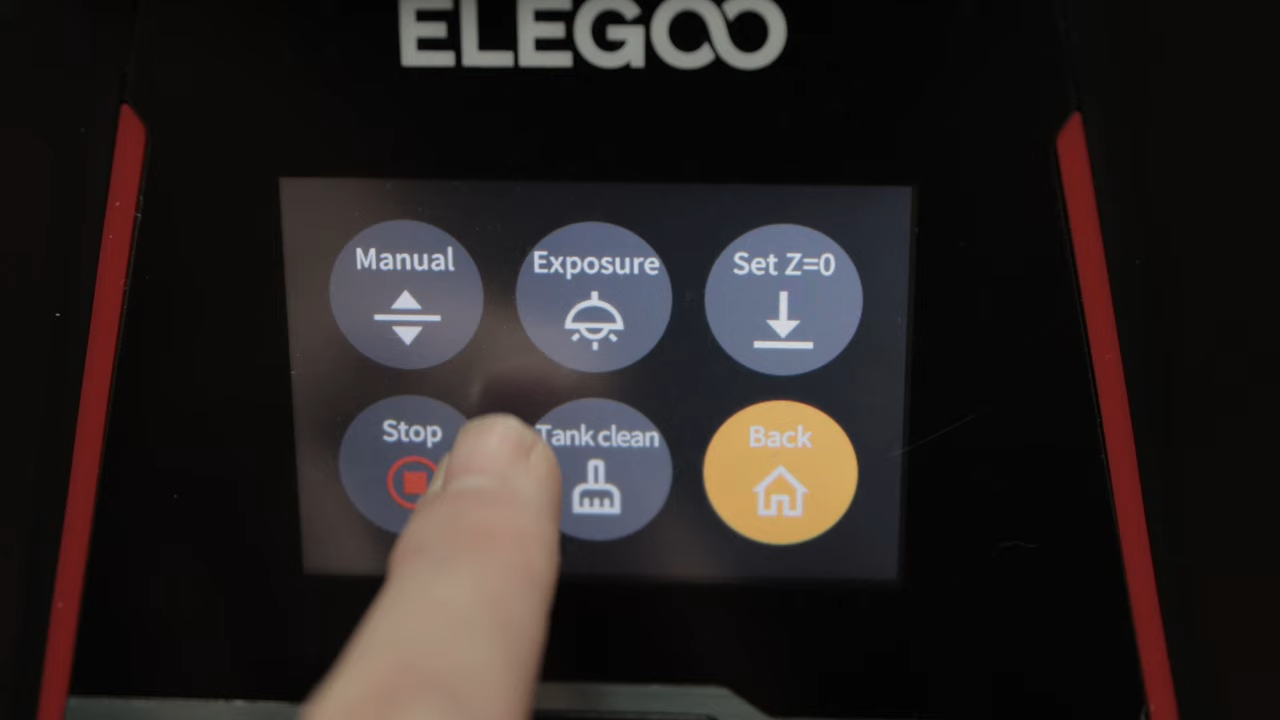 ELEGOO
Manual
Exposure
Set Z=0
Stop
Tank clean
Back